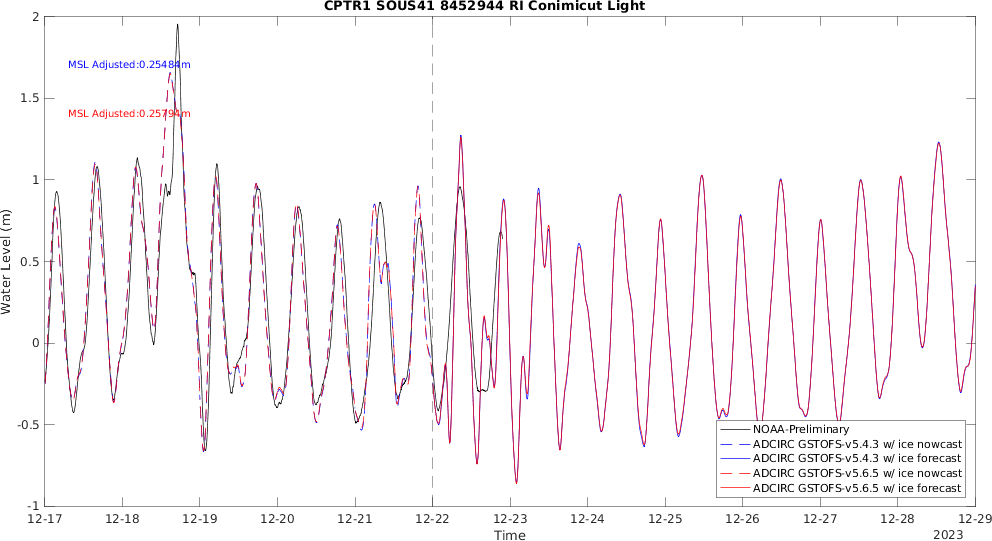 CPTR1 SOUS41 8452944 RI Conimicut Light
2
1.5
1
0.5
0
-0.5
-1
Water Level (m)
MSL Adjusted:0.25484m
MSL Adjusted:0.25794m
NOAA-Preliminary
ADCIRC GSTOFS-v5.4.3 w/ ice nowcast
ADCIRC GSTOFS-v5.4.3 w/ ice forecast
ADCIRC GSTOFS-v5.6.5 w/ ice nowcast
ADCIRC GSTOFS-v5.6.5 w/ ice forecast
12-17 12-18 12-19 12-20 12-21 12-22 12-23 12-24 12-25 12-26 12-27 12-28 12-29
Time
2023